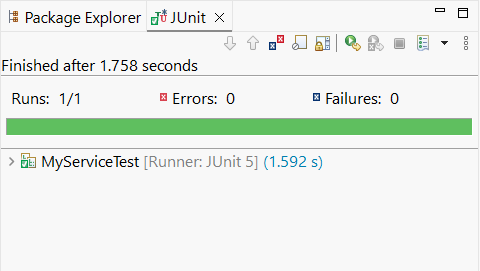 Package Explorer JUnit
Finished after 1.758 seconds
Runs: 1/1 Errors: 0 Failures: 0
MyServiceTest [Runner: JUnit 5] (1.592 s)